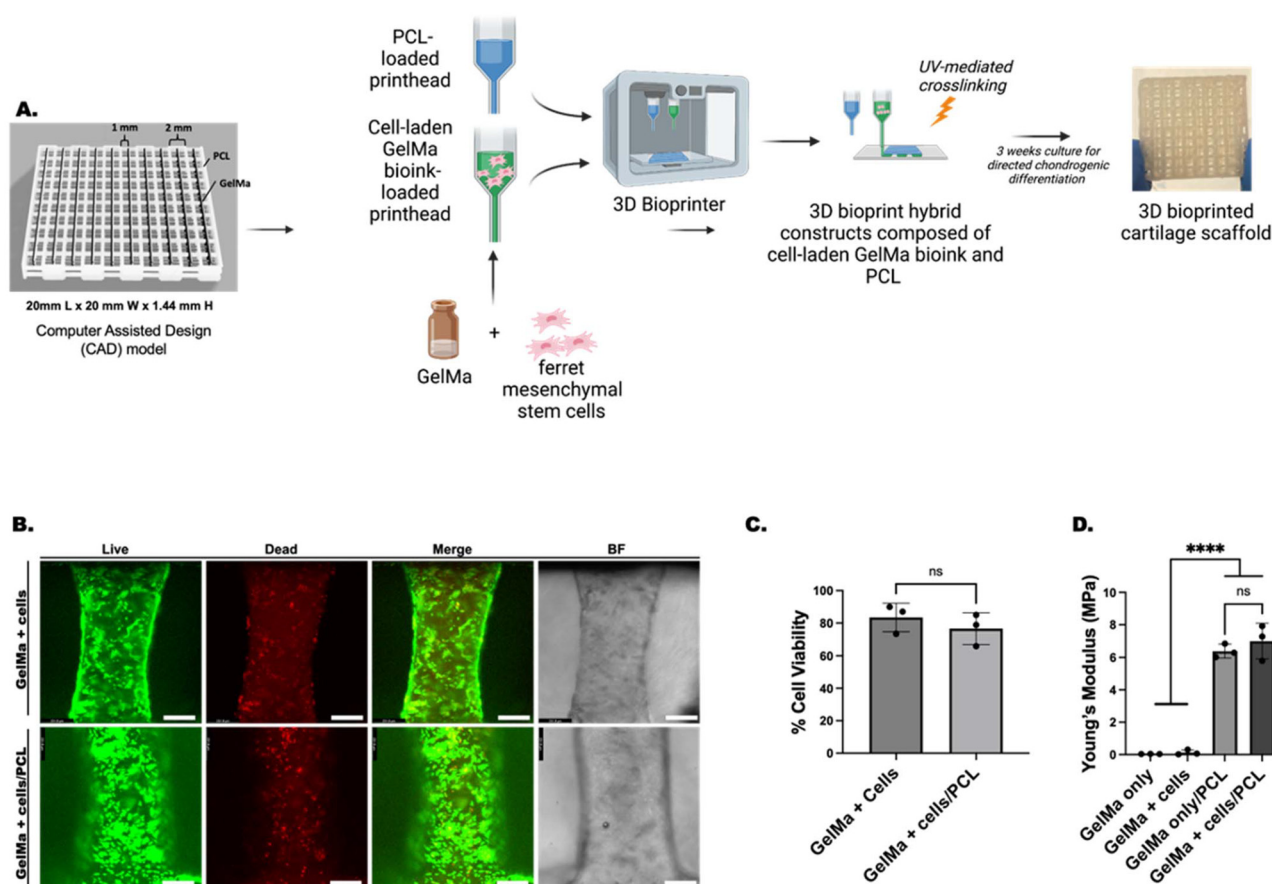 A.
1 mm
2 mm
PCL
GelMa
20mm L x 20 mm W x 1.44 mm H
Computer Assisted Design
(CAD) model
PCL-
loaded
printhead
Cell-laden
GelMa
bioink-
loaded
printhead
GelMa
+
ferret
mesenchymal
stem cells
3D Bioprinter
UV-mediated
crosslinking
3D bioprint hybrid
constructs composed of
cell-laden GelMa bioink and
PCL
3 weeks culture for
directed chondrogenic
differentiation
3D bioprinted
cartilage scaffold
B.
Live
Dead
Merge
BF
GelMa + cells
GelMa + cells/PCL
C.
ns
% Cell Viability
100
80
60
40
20
0
GelMa + Cells
GelMa + cells/PCL
D.
****
ns
Young's Modulus (MPa)
10
8
6
4
2
0
GelMa only
GelMa + cells
GelMa only/PCL
GelMa + cells/PCL